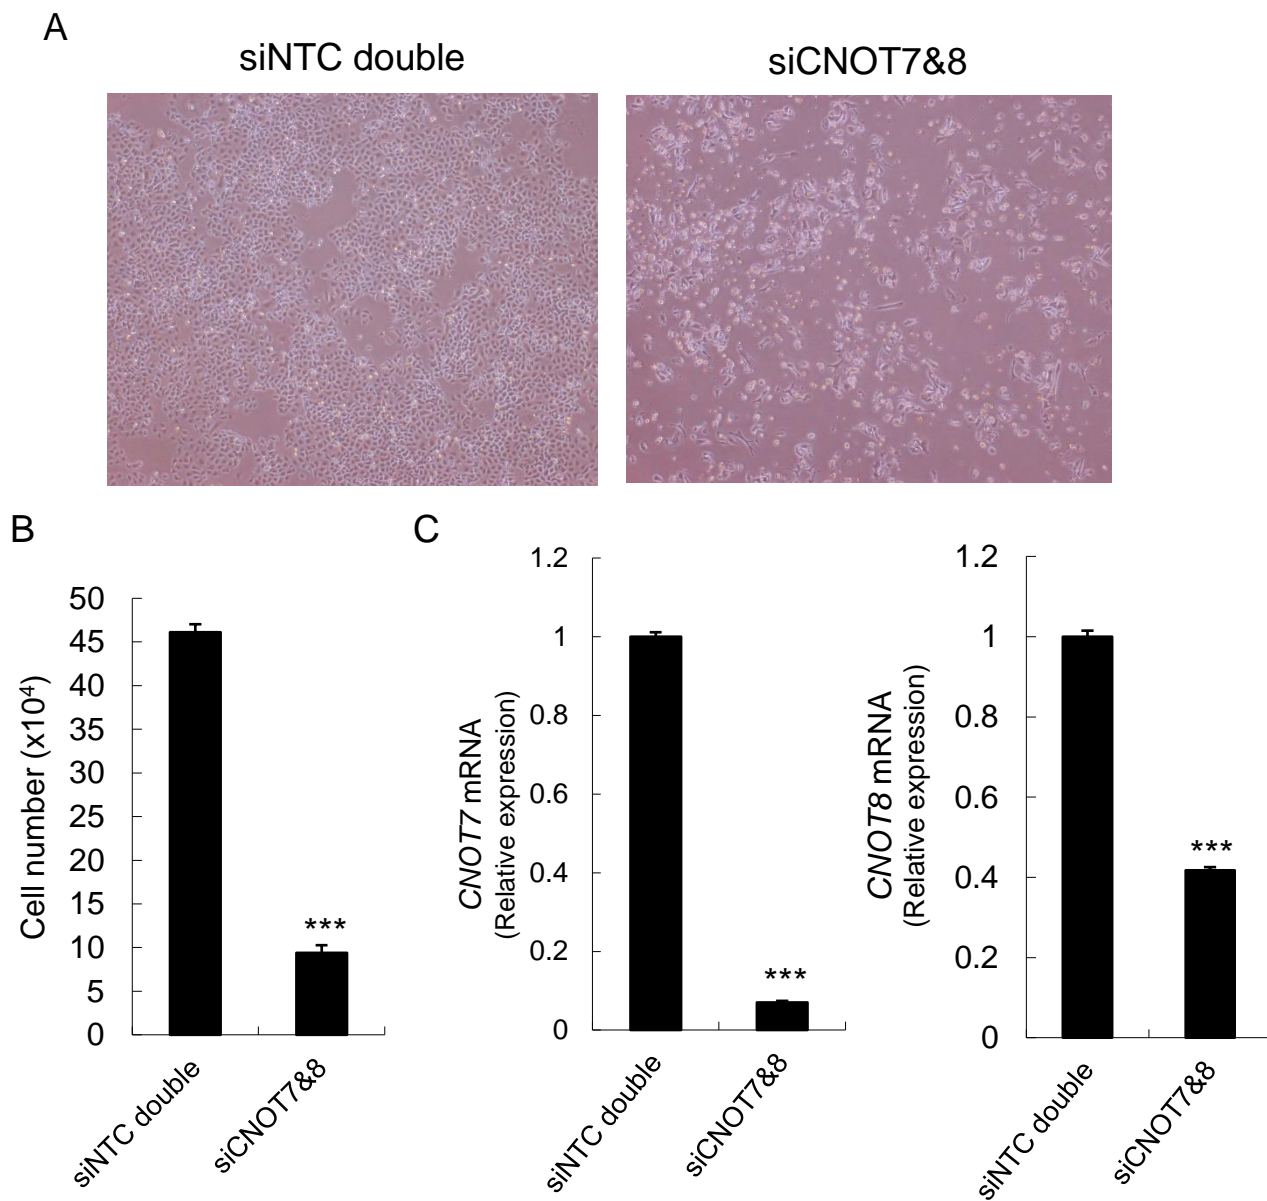 A
siNTC double
siCNOT7&8
B
Cell number (x10⁴)
50
45
40
35
30
25
20
15
10
5
0
***
siNTC double
siCNOT7&8
C
CNOT7 mRNA
(Relative expression)
1.2
1
0.8
0.6
0.4
0.2
0
***
siNTC double
siCNOT7&8
CNOT8 mRNA
(Relative expression)
1.2
1
0.8
0.6
0.4
0.2
0
***
siNTC double
siCNOT7&8